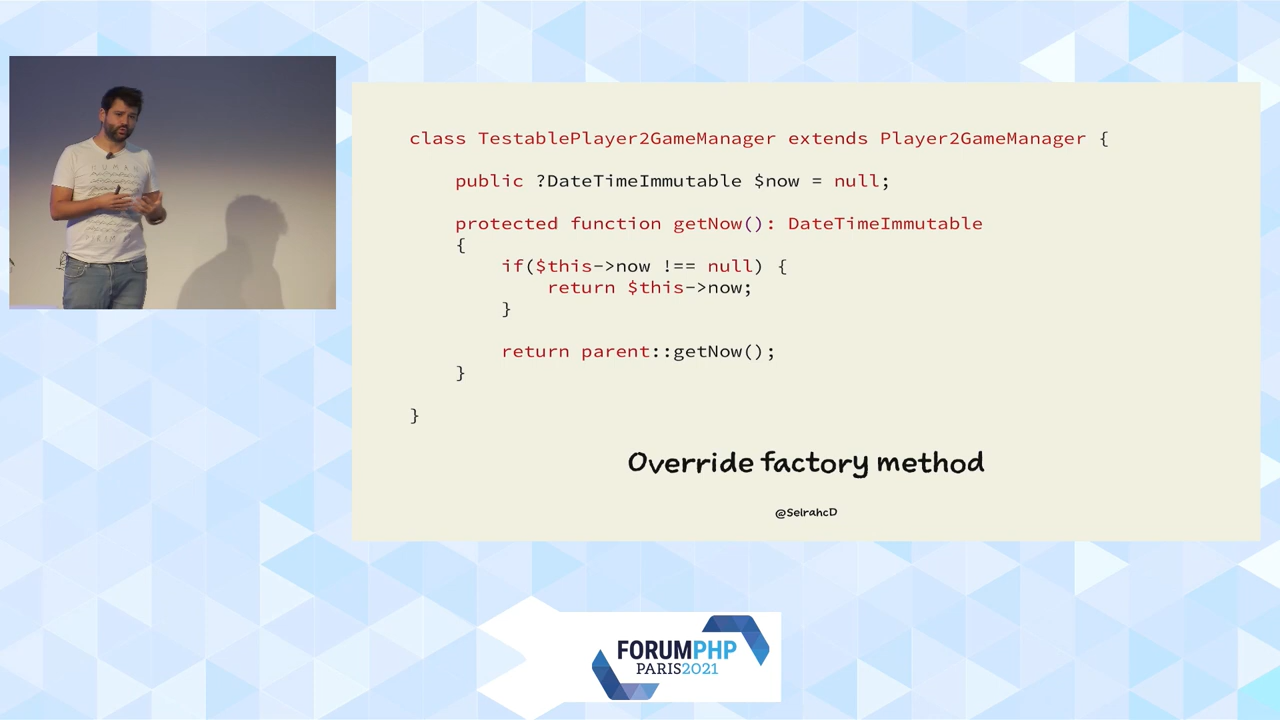 class TestablePlayer2GameManager extends Player2GameManager {
public ?DateTimeImmutable $now = null;
protected function getNow(): DateTimeImmutable
{
if($this->now !== null) {
return $this->now;
}
return parent::getNow();
}
}
Override factory method
@SelrahcD
FORUMPHP
PARIS2021
HUMAN